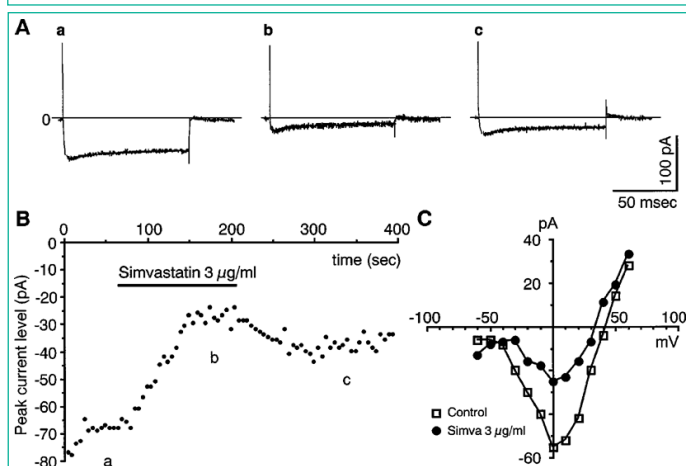 A
a
b
c
0
100 pA
50 msec
B
0 100 200 300 400
time (sec)
Simvastatin 3 µg/ml
Peak current level (pA)
0
-10
-20
-30
-40
-50
-60
-70
-80
a
b
c
C
pA
40
20
-100 -50 50 100
mV
-60
Control
Simva 3 µg/ml